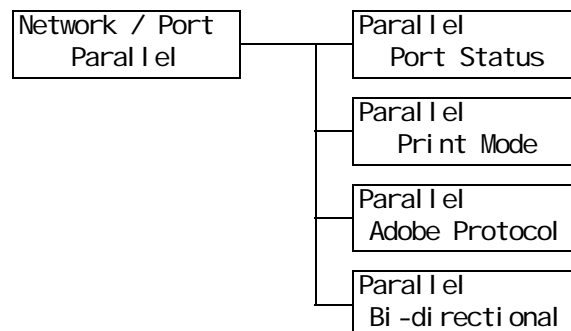 Network / Port
Parallel
Parallel
Port Status
Parallel
Print Mode
Parallel
Adobe Protocol
Parallel
Bi-directional